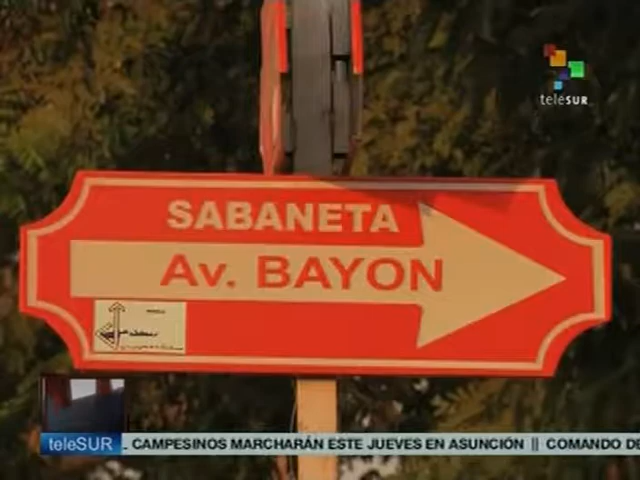 teleSUR
SABANETA
Av. BAYON
teleSUR
CAMPESINOS MARCHARÁN ESTE JUEVES EN ASUNCIÓN || COMANDO DE